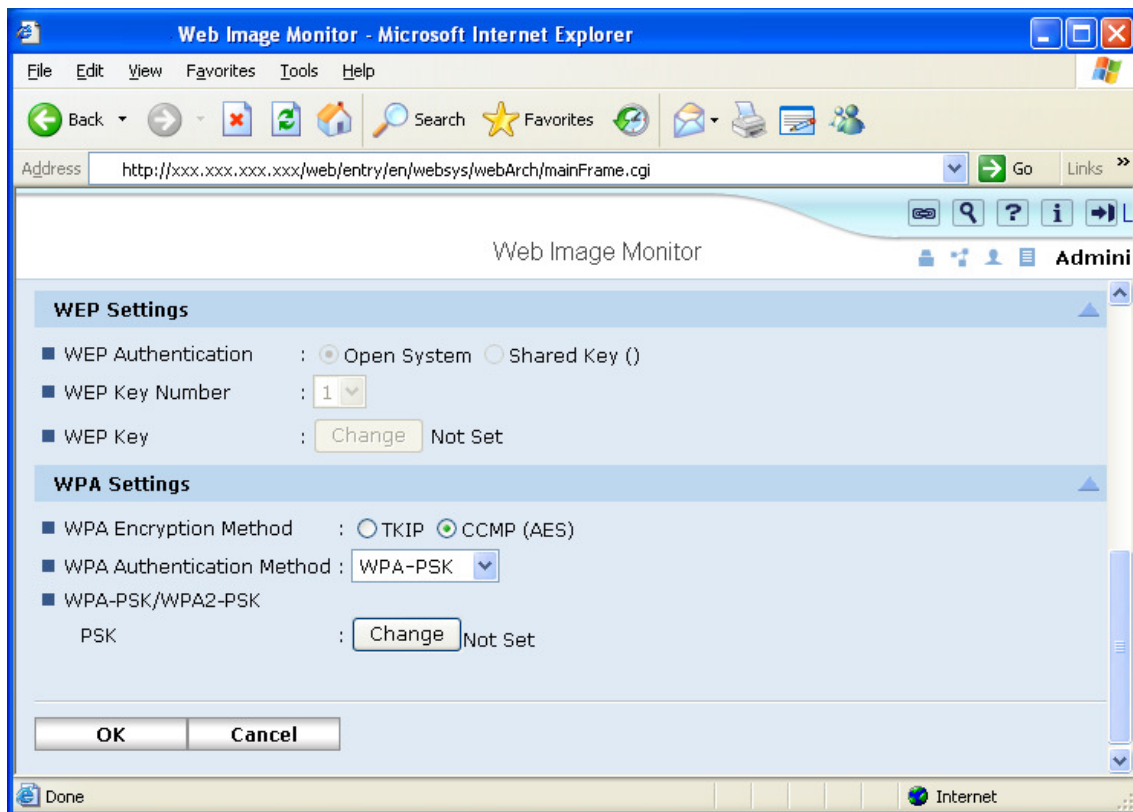 Web Image Monitor - Microsoft Internet Explorer
File Edit View Favorites Tools Help
Back Search Favorites
Address http://xxx.xxx.xxx.xxx/web/entry/en/websys/webArch/mainFrame.cgi Go Links »
? i L
Web Image Monitor Admini
WEP Settings
WEP Authentication : Open System Shared Key ()
WEP Key Number : 1
WEP Key : Change Not Set
WPA Settings
WPA Encryption Method : TKIP CCMP (AES)
WPA Authentication Method : WPA-PSK
WPA-PSK/WPA2-PSK
PSK : Change Not Set
OK Cancel
Done Internet